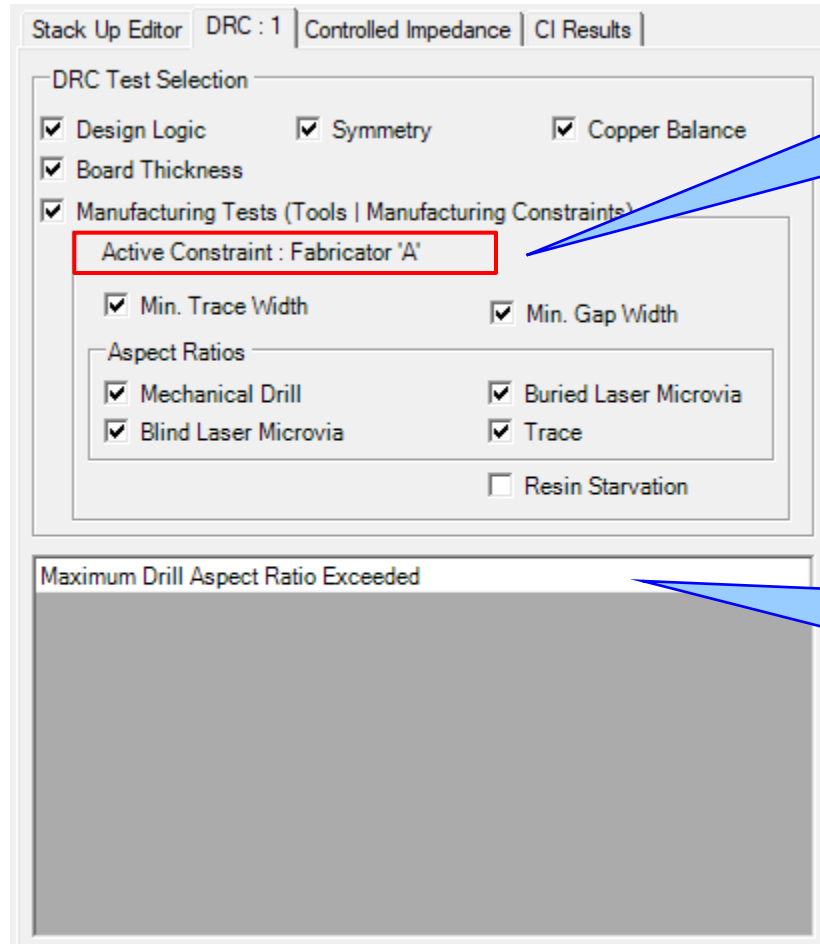 Stack Up Editor DRC : 1 Controlled Impedance CI Results
DRC Test Selection
Design Logic Symmetry Copper Balance
Board Thickness
Manufacturing Tests (Tools | Manufacturing Constraints)
Active Constraint : Fabricator 'A'
Min. Trace Width Min. Gap Width
Aspect Ratios
Mechanical Drill Buried Laser Microvia
Blind Laser Microvia Trace
Resin Starvation
Maximum Drill Aspect Ratio Exceeded